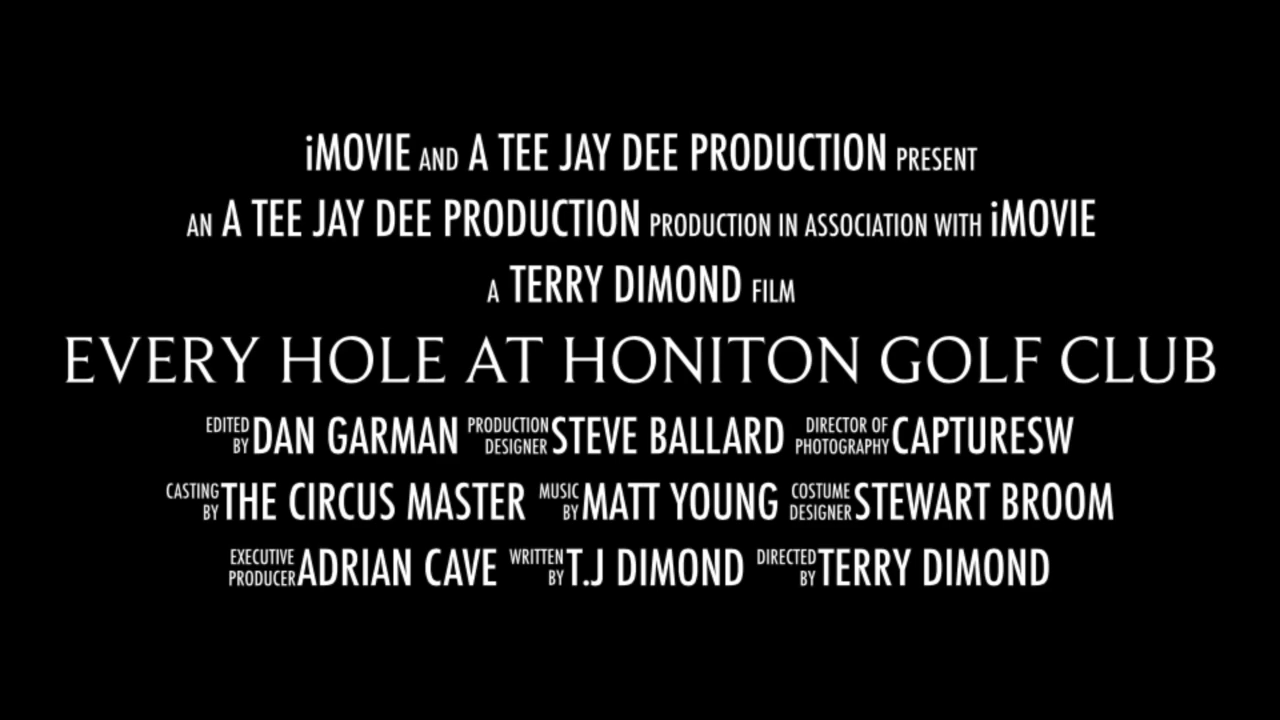 iMOVIE AND A TEE JAY DEE PRODUCTION PRESENT
AN A TEE JAY DEE PRODUCTION PRODUCTION IN ASSOCIATION WITH iMOVIE
A TERRY DIMOND FILM
EVERY HOLE AT HONITON GOLF CLUB
EDITED BY DAN GARMAN PRODUCTION DESIGNER STEVE BALLARD DIRECTOR OF PHOTOGRAPHY CAPTURESW
CASTING BY THE CIRCUS MASTER MUSIC BY MATT YOUNG COSTUME DESIGNER STEWART BROOM
EXECUTIVE PRODUCER ADRIAN CAVE WRITTEN BY T.J DIMOND DIRECTED BY TERRY DIMOND